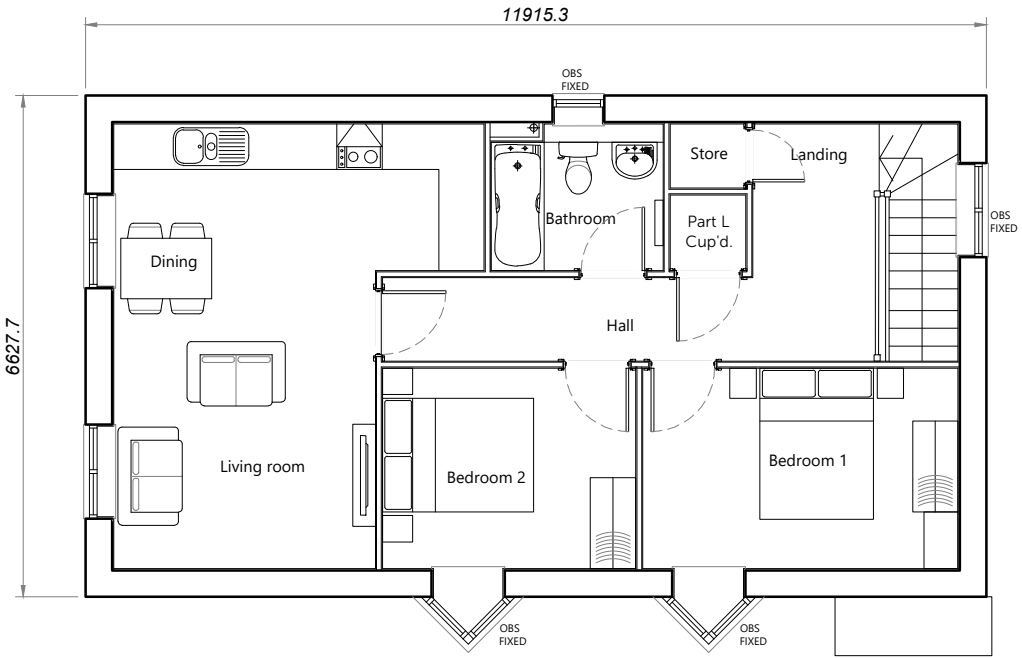 11915.3
OBS
FIXED
Store
Landing
Part L
Cup'd.
Bathroom
OBS
FIXED
Dining
Hall
6627.7
Living room
Bedroom 2
Bedroom 1
OBS
FIXED
OBS
FIXED